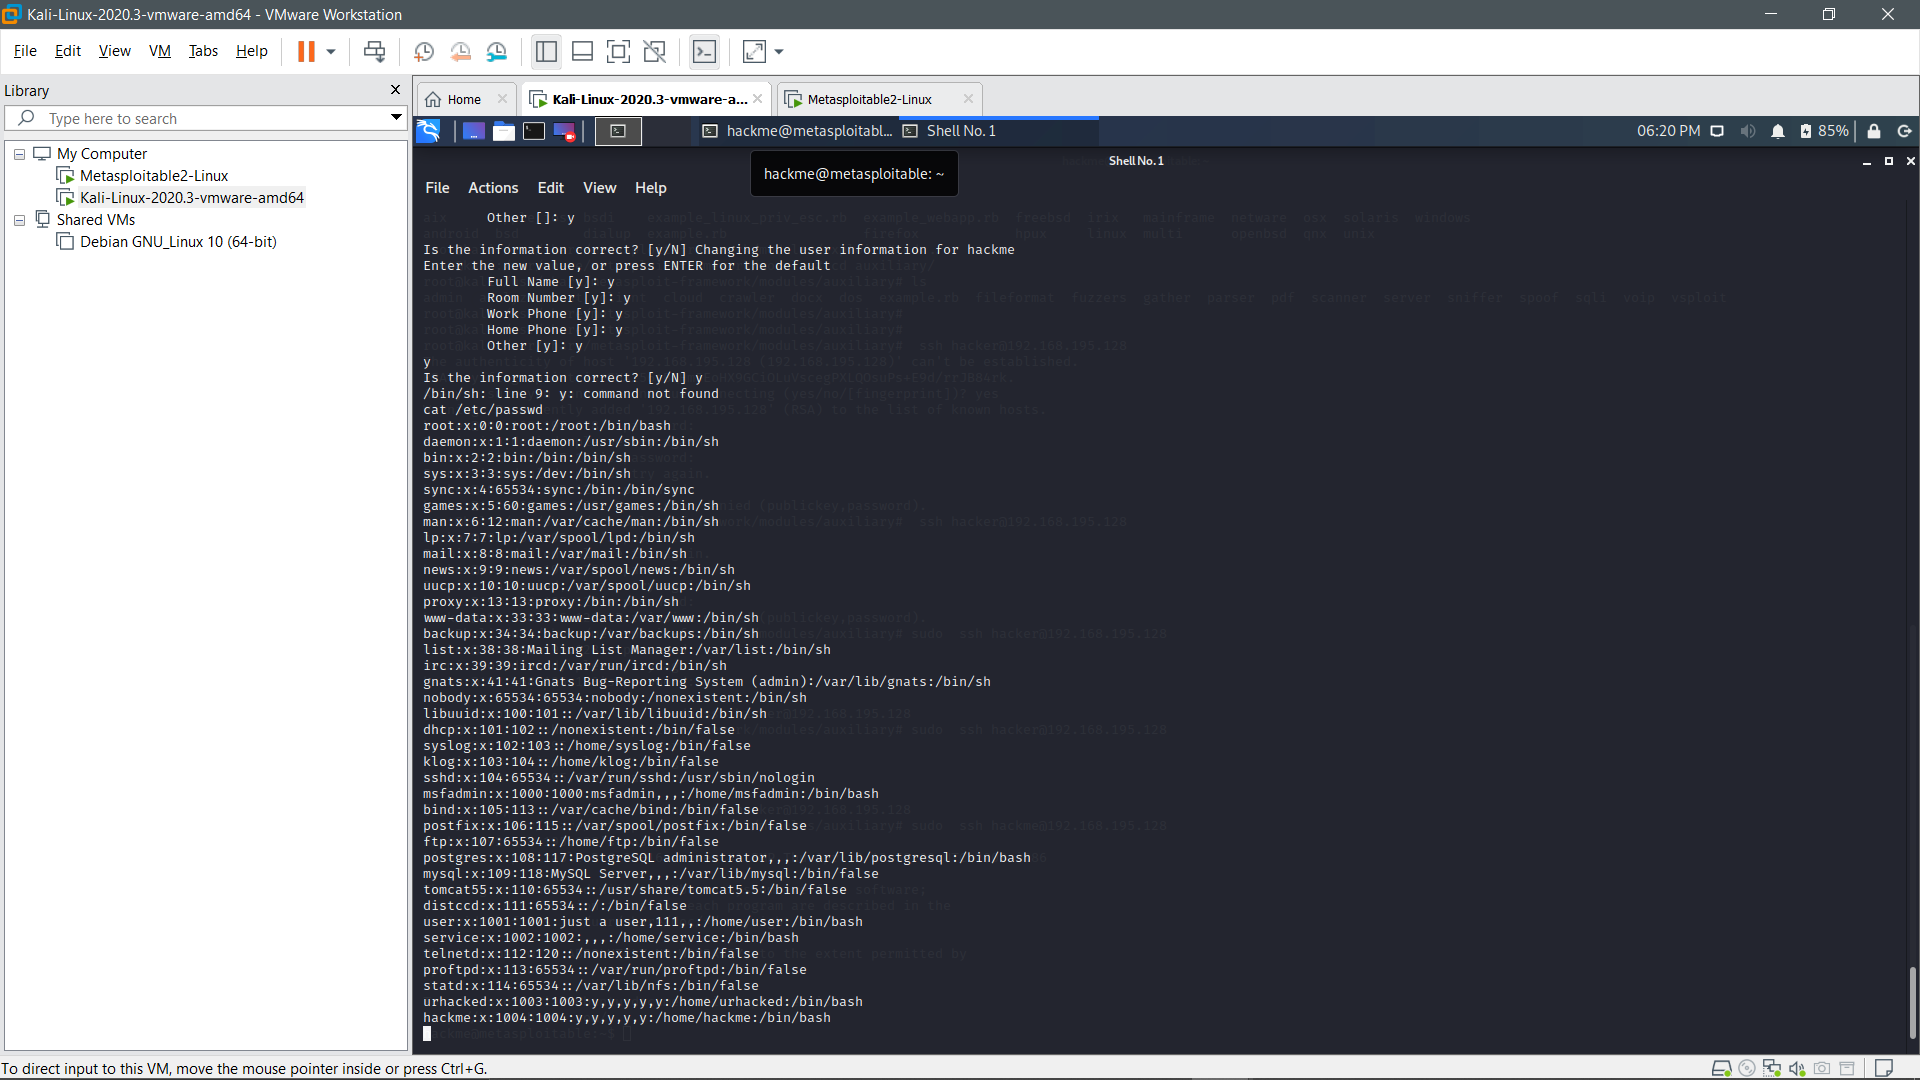 Kali-Linux-2020.3-vmware-amd64 - VMware Workstation
File Edit View VM Tabs Help
Library
Type here to search
My Computer
Metasploitable2-Linux
Kali-Linux-2020.3-vmware-amd64
Shared VMs
Debian GNU_Linux 10 (64-bit)
Home
Kali-Linux-2020.3-vmware-a...
Metasploitable2-Linux
hackme@metasploitabl...
Shell No. 1
06:20 PM
85%
Shell No. 1
hackme@metasploitable: ~
File Actions Edit View Help
Other []: y
Is the information correct? [y/N] Changing the user information for hackme
Enter the new value, or press ENTER for the default
Full Name [y]: y
Room Number [y]: y
Work Phone [y]: y
Home Phone [y]: y
Other [y]: y
y
Is the information correct? [y/N] y
/bin/sh: line 9: y: command not found
cat /etc/passwd
root:x:0:0:root:/root:/bin/bash
daemon:x:1:1:daemon:/usr/sbin:/bin/sh
bin:x:2:2:bin:/bin:/bin/sh
sys:x:3:3:sys:/dev:/bin/sh
sync:x:4:65534:sync:/bin:/bin/sync
games:x:5:60:games:/usr/games:/bin/sh
man:x:6:12:man:/var/cache/man:/bin/sh
lp:x:7:7:lp:/var/spool/lpd:/bin/sh
mail:x:8:8:mail:/var/mail:/bin/sh
news:x:9:9:news:/var/spool/news:/bin/sh
uucp:x:10:10:uucp:/var/spool/uucp:/bin/sh
proxy:x:13:13:proxy:/bin:/bin/sh
www-data:x:33:33:www-data:/var/www:/bin/sh
backup:x:34:34:backup:/var/backups:/bin/sh
list:x:38:38:Mailing List Manager:/var/list:/bin/sh
irc:x:39:39:ircd:/var/run/ircd:/bin/sh
gnats:x:41:41:Gnats Bug-Reporting System (admin):/var/lib/gnats:/bin/sh
nobody:x:65534:65534:nobody:/nonexistent:/bin/sh
libuuid:x:100:101::/var/lib/libuuid:/bin/sh
dhcp:x:101:102::/nonexistent:/bin/false
syslog:x:102:103::/home/syslog:/bin/false
klog:x:103:104::/home/klog:/bin/false
sshd:x:104:65534::/var/run/sshd:/usr/sbin/nologin
msfadmin:x:1000:1000:msfadmin,,,:/home/msfadmin:/bin/bash
bind:x:105:113::/var/cache/bind:/bin/false
postfix:x:106:115::/var/spool/postfix:/bin/false
ftp:x:107:65534::/home/ftp:/bin/false
postgres:x:108:117:PostgreSQL administrator,,,:/var/lib/postgresql:/bin/bash
mysql:x:109:118:MySQL Server,,,:/var/lib/mysql:/bin/false
tomcat55:x:110:65534::/usr/share/tomcat5.5:/bin/false
distccd:x:111:65534::/:/bin/false
user:x:1001:1001:just a user,111,,:/home/user:/bin/bash
service:x:1002:1002:,,,:/home/service:/bin/bash
telnetd:x:112:120::/nonexistent:/bin/false
proftpd:x:113:65534::/var/run/proftpd:/bin/false
statd:x:114:65534::/var/lib/nfs:/bin/false
urhacked:x:1003:1003:y,y,y,y,y:/home/urhacked:/bin/bash
hackme:x:1004:1004:y,y,y,y,y:/home/hackme:/bin/bash
To direct input to this VM, move the mouse pointer inside or press Ctrl+G.